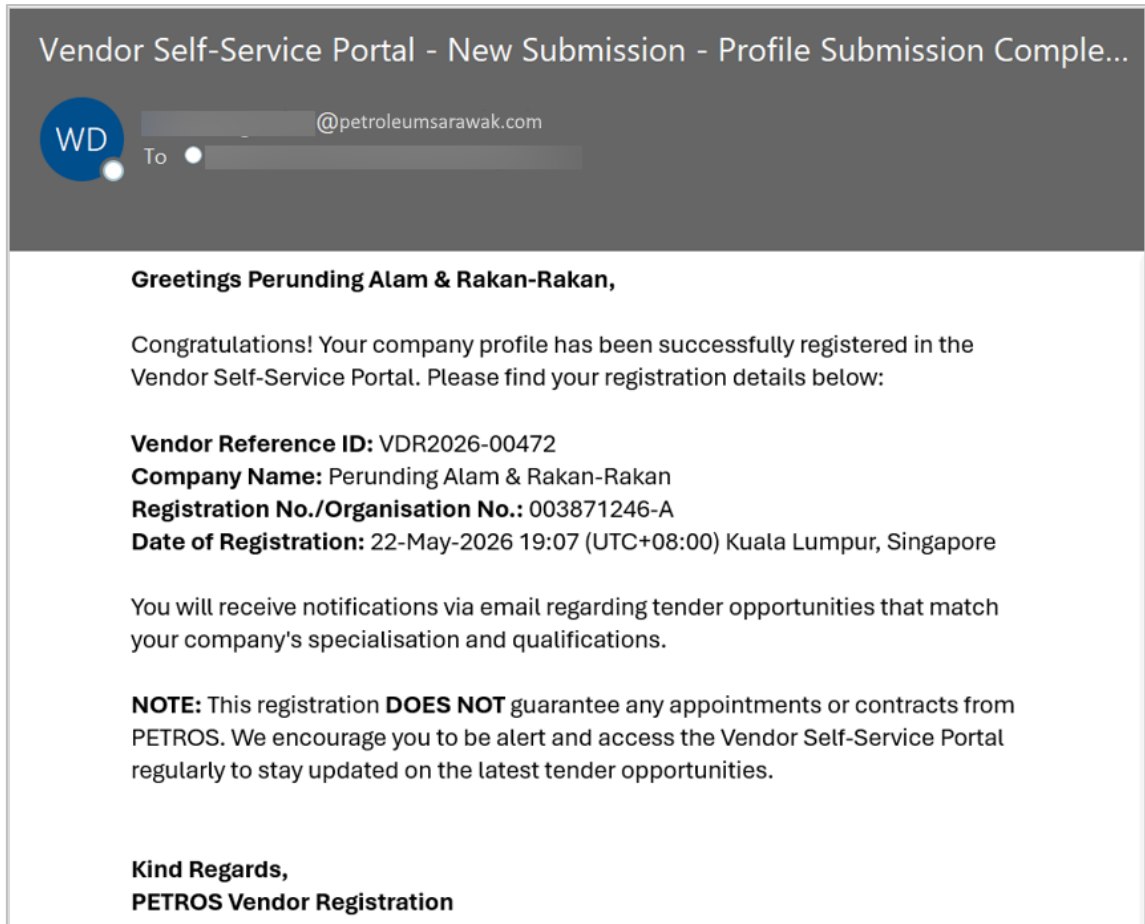 Vendor Self-Service Portal - New Submission - Profile Submission Comple...
WD
@petroleumsarawak.com
To
Greetings Perunding Alam & Rakan-Rakan,
Congratulations! Your company profile has been successfully registered in the
Vendor Self-Service Portal. Please find your registration details below:
Vendor Reference ID: VDR2026-00472
Company Name: Perunding Alam & Rakan-Rakan
Registration No./Organisation No.: 003871246-A
Date of Registration: 22-May-2026 19:07 (UTC+08:00) Kuala Lumpur, Singapore
You will receive notifications via email regarding tender opportunities that match
your company's specialisation and qualifications.
NOTE: This registration DOES NOT guarantee any appointments or contracts from
PETROS. We encourage you to be alert and access the Vendor Self-Service Portal
regularly to stay updated on the latest tender opportunities.
Kind Regards,
PETROS Vendor Registration